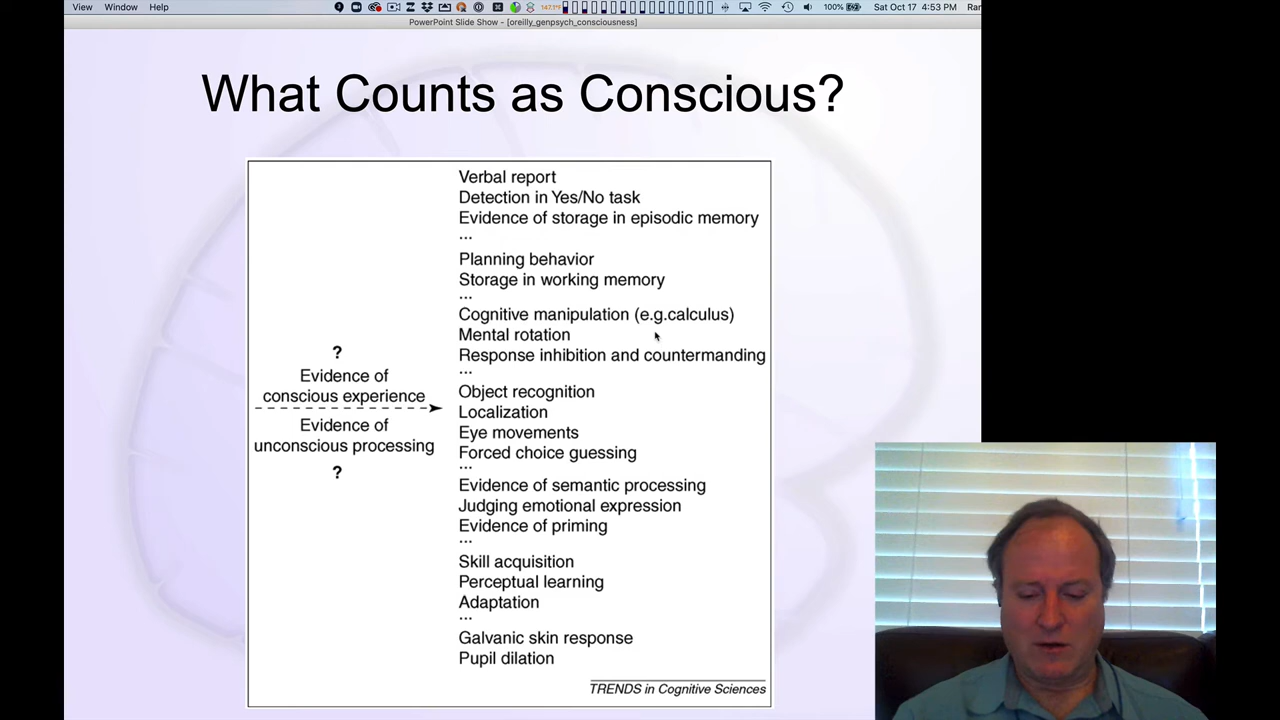 View Window Help 147.1°F 100% Sat Oct 17 4:53 PM Ran
PowerPoint Slide Show - [oreilly_genpsych_consciousness]
What Counts as Conscious?
Verbal report
Detection in Yes/No task
Evidence of storage in episodic memory
...
Planning behavior
Storage in working memory
...
Cognitive manipulation (e.g.calculus)
Mental rotation
Response inhibition and countermanding
...
?
Evidence of
conscious experience
Evidence of
unconscious processing
?
Object recognition
Localization
Eye movements
Forced choice guessing
...
Evidence of semantic processing
Judging emotional expression
Evidence of priming
...
Skill acquisition
Perceptual learning
Adaptation
...
Galvanic skin response
Pupil dilation
TRENDS in Cognitive Sciences